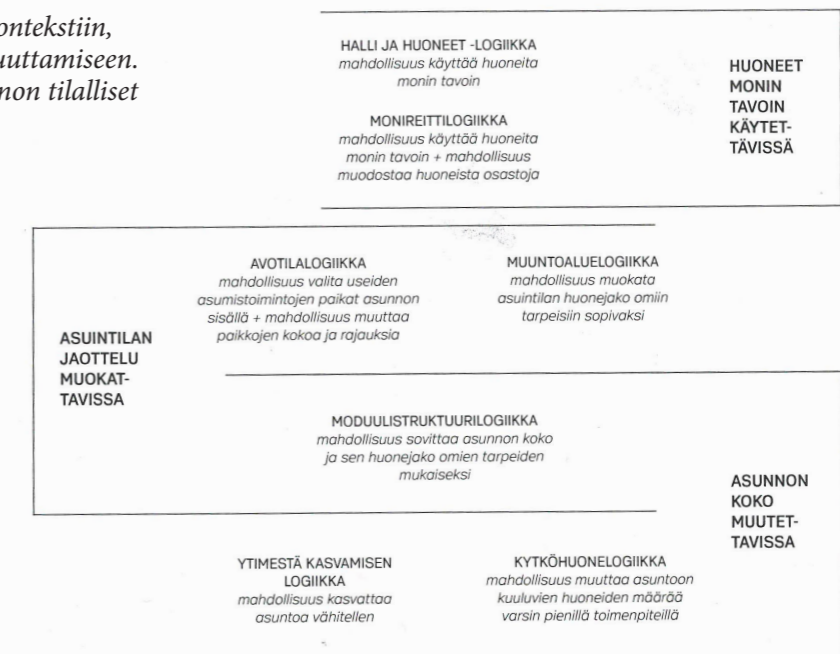 ontekstiin,
uuttamiseen.
non tilalliset
HALLI JA HUONEET -LOGIIKKA
mahdollisuus käyttää huoneita
monin tavoin
MONIREITTILOGIIKKA
mahdollisuus käyttää huoneita
monin tavoin + mahdollisuus
muodostaa huoneista osastoja
HUONEET
MONIN
TAVOIN
KÄYTET-
TÄVISSÄ
ASUINTILAN
JAOTTELU
MUOKAT-
TAVISSA
AVOTILALOGIIKKA
mahdollisuus valita useiden
asumistoimintojen paikat asunnon
sisällä + mahdollisuus muuttaa
paikkojen kokoa ja rajauksia
MUUNTOALUELOGIIKKA
mahdollisuus muokata
asuintilan huonejako omiin
tarpeisiin sopivaksi
MODUULISTRUKTUURILOGIIKKA
mahdollisuus sovittaa asunnon koko
ja sen huonejako omien tarpeiden
mukaiseksi
ASUNNON
KOKO
MUUTET-
TAVISSA
YTIMESTÄ KASVAMISEN
LOGIIKKA
mahdollisuus kasvattaa
asuntoa vähitellen
KYTKÖHUONELOGIIKKA
mahdollisuus muuttaa asuntoon
kuuluvien huoneiden määrää
varsin pienillä toimenpiteillä